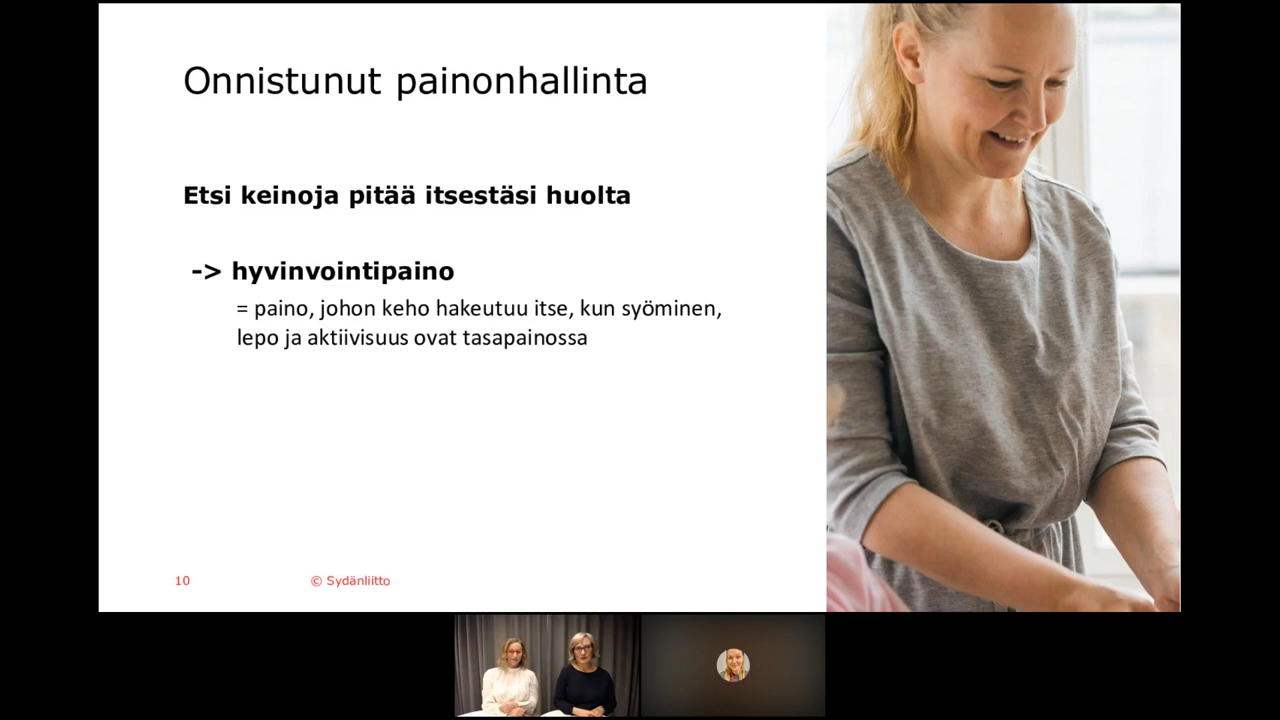 Onnistunut painonhallinta
Etsi keinoja pitää itsestäsi huolta
-> hyvinvointipaino
= paino, johon keho hakeutuu itse, kun syöminen,
lepo ja aktiivisuus ovat tasapainossa
10
© Sydänliitto